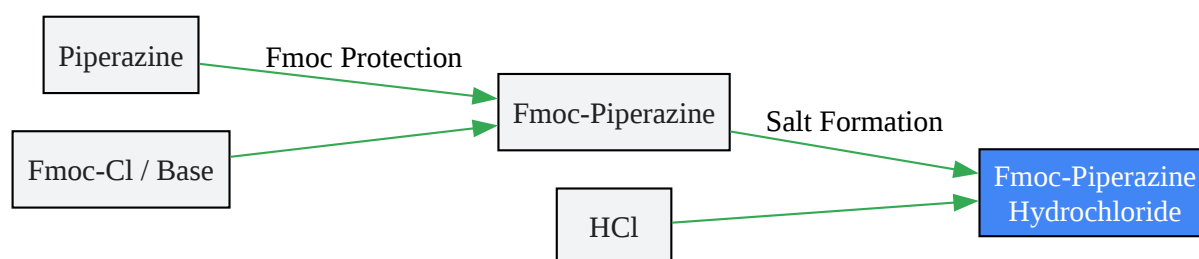 Piperazine
Fmoc Protection
Fmoc-Cl / Base
Fmoc-Piperazine
Salt Formation
HCl
Fmoc-Piperazine
Hydrochloride